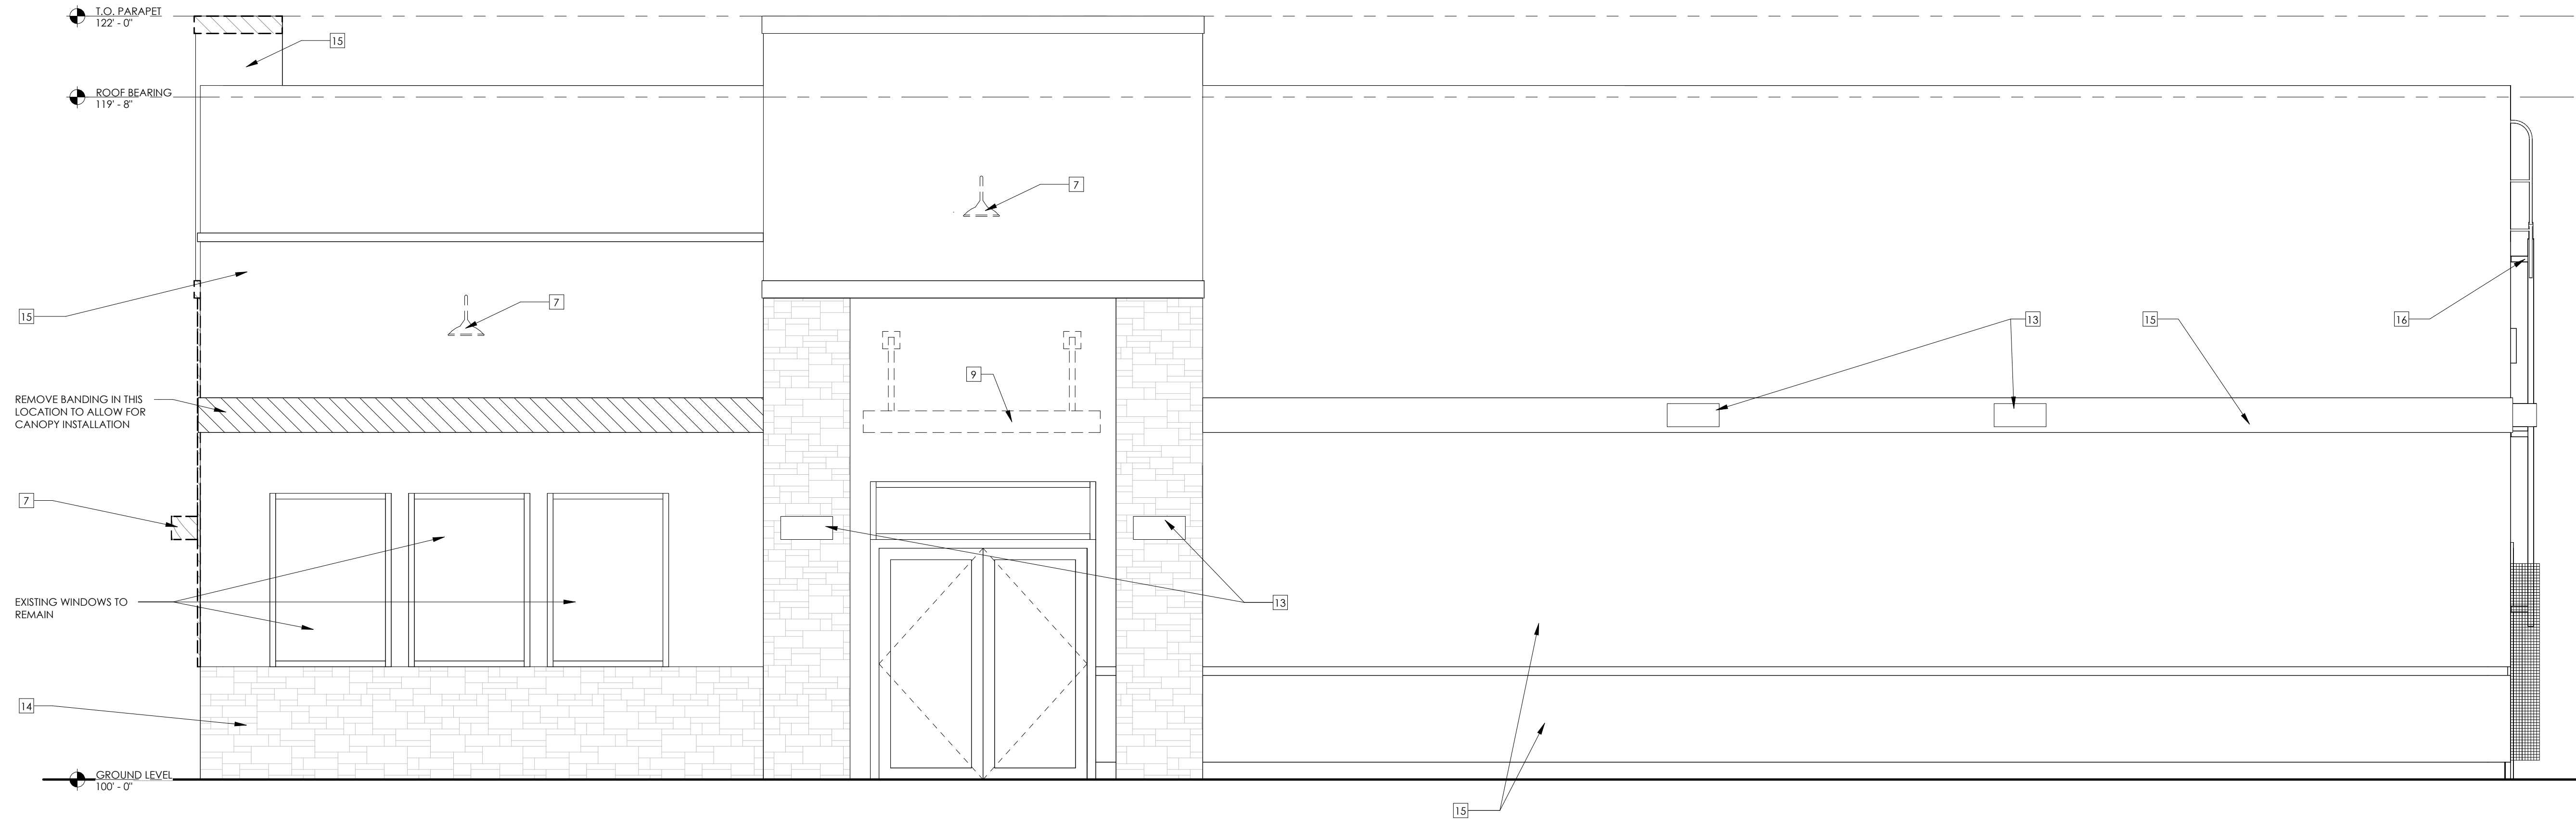 T.O. PARAPET
122' - 0"
15
ROOF BEARING
119' - 8"
7
7
15
13
15
16
9
REMOVE BANDING IN THIS
LOCATION TO ALLOW FOR
CANOPY INSTALLATION
7
EXISTING WINDOWS TO
REMAIN
13
14
GROUND LEVEL
100' - 0"
15